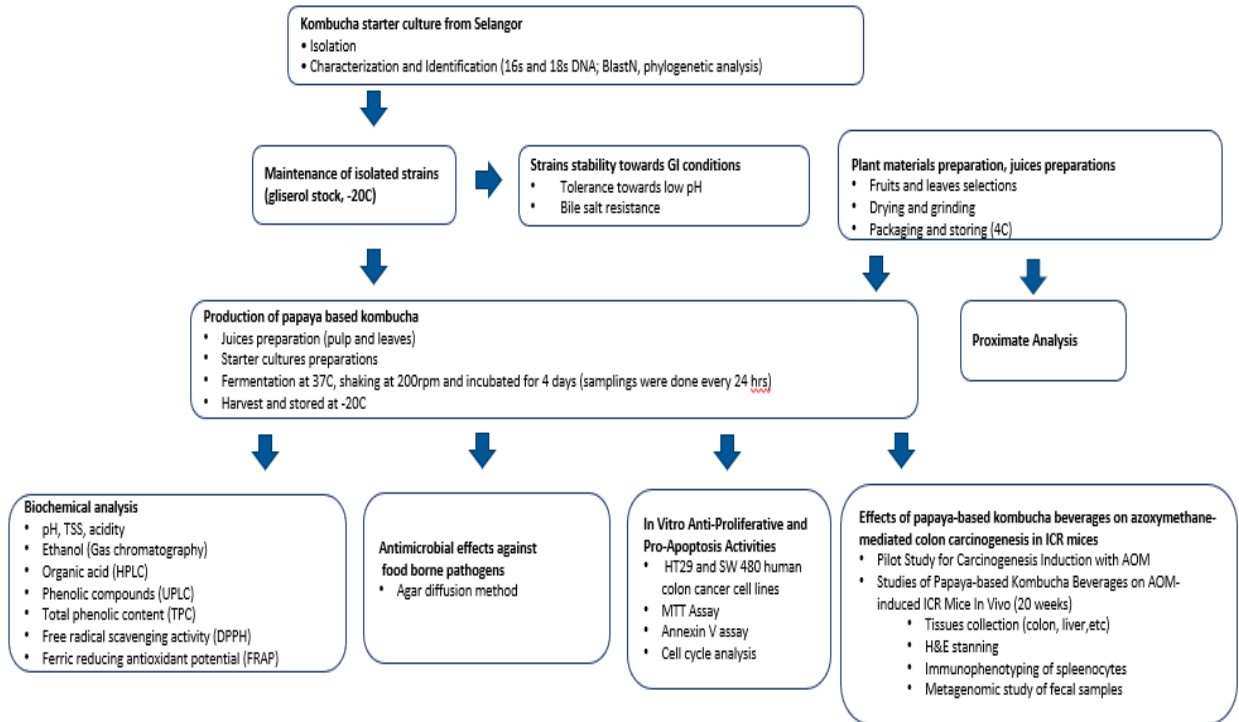 Kombucha starter culture from Selangor
• Isolation
• Characterization and Identification (16s and 18s DNA; BlastN, phylogenetic analysis)
Maintenance of isolated strains
(gliserol stock, -20C)
Strains stability towards GI conditions
• Tolerance towards low pH
• Bile salt resistance
Plant materials preparation, juices preparations
• Fruits and leaves selections
• Drying and grinding
• Packaging and storing (4C)
Production of papaya based kombucha
• Juices preparation (pulp and leaves)
• Starter cultures preparations
• Fermentation at 37C, shaking at 200rpm and incubated for 4 days (samplings were done every 24 hrs)
• Harvest and stored at -20C
Proximate Analysis
Biochemical analysis
• pH, TSS, acidity
• Ethanol (Gas chromatography)
• Organic acid (HPLC)
• Phenolic compounds (UPLC)
• Total phenolic content (TPC)
• Free radical scavenging activity (DPPH)
• Ferric reducing antioxidant potential (FRAP)
Antimicrobial effects against
food borne pathogens
• Agar diffusion method
In Vitro Anti-Proliferative and
Pro-Apoptosis Activities
• HT29 and SW 480 human
colon cancer cell lines
• MTT Assay
• Annexin V assay
• Cell cycle analysis
Effects of papaya-based kombucha beverages on azoxymethane-
mediated colon carcinogenesis in ICR mice
• Pilot Study for Carcinogenesis Induction with AOM
• Studies of Papaya-based Kombucha Beverages on AOM-
induced ICR Mice In Vivo (20 weeks)
• Tissues collection (colon, liver,etc)
• H&E stanning
• Immunophenotyping of spleenocytes
• Metagenomic study of fecal samples